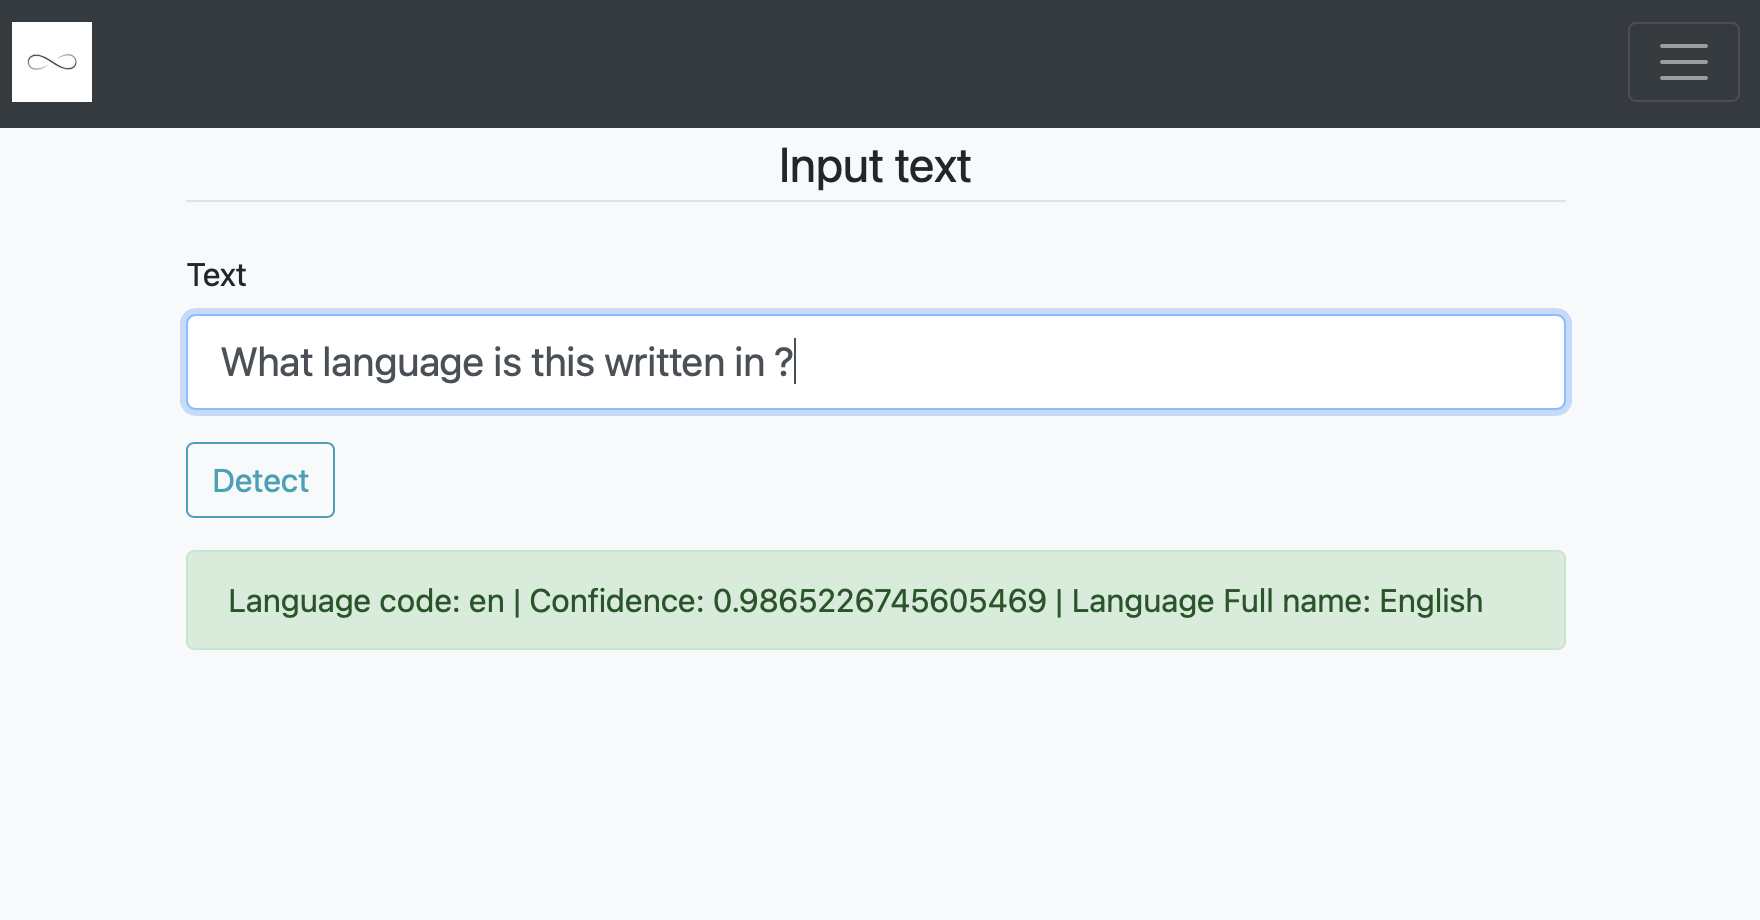 Input text
Text
What language is this written in ?
Detect
Language code: en | Confidence: 0.9865226745605469 | Language Full name: English